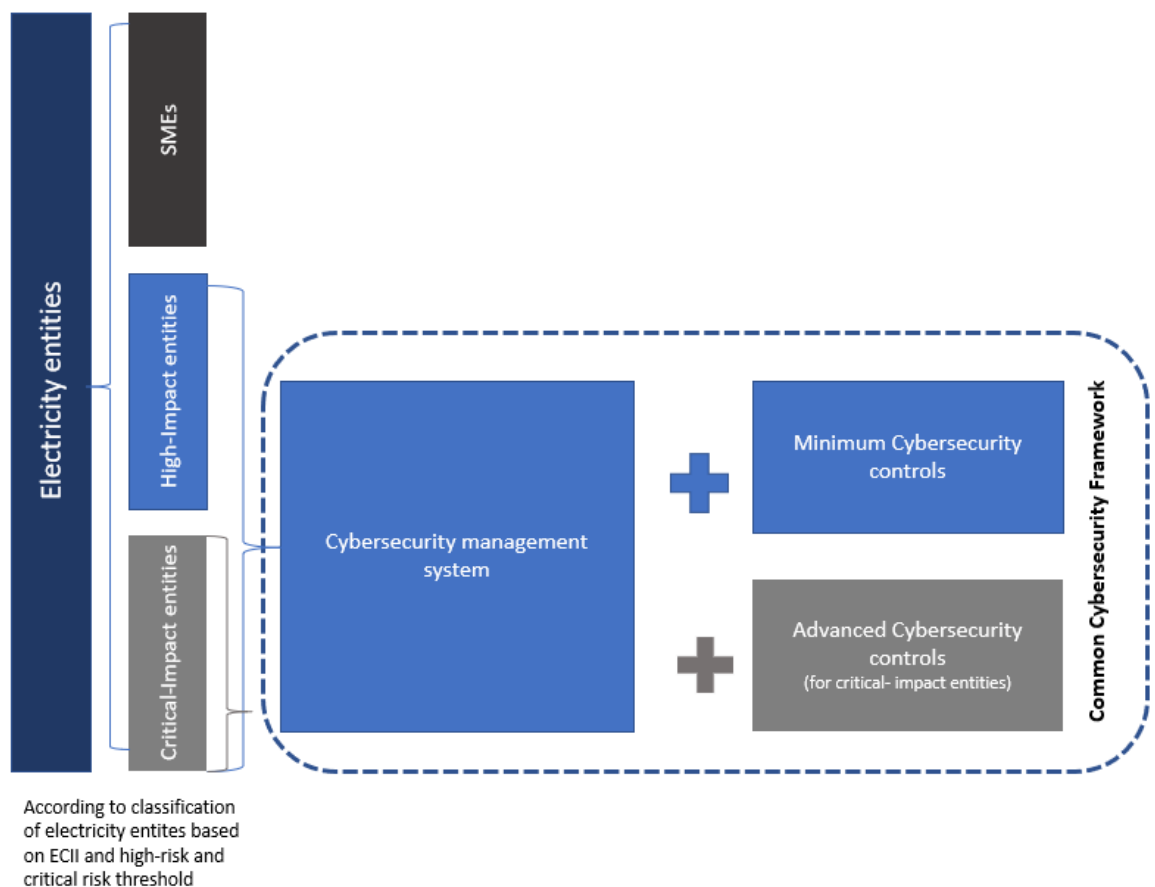 Electricity entities
SMEs
High-Impact entities
Critical-Impact entities
Cybersecurity management
system
Minimum Cybersecurity
controls
Advanced Cybersecurity
controls
(for critical- impact entities)
Common Cybersecurity Framework
According to classification
of electricity entites based
on ECII and high-risk and
critical risk threshold